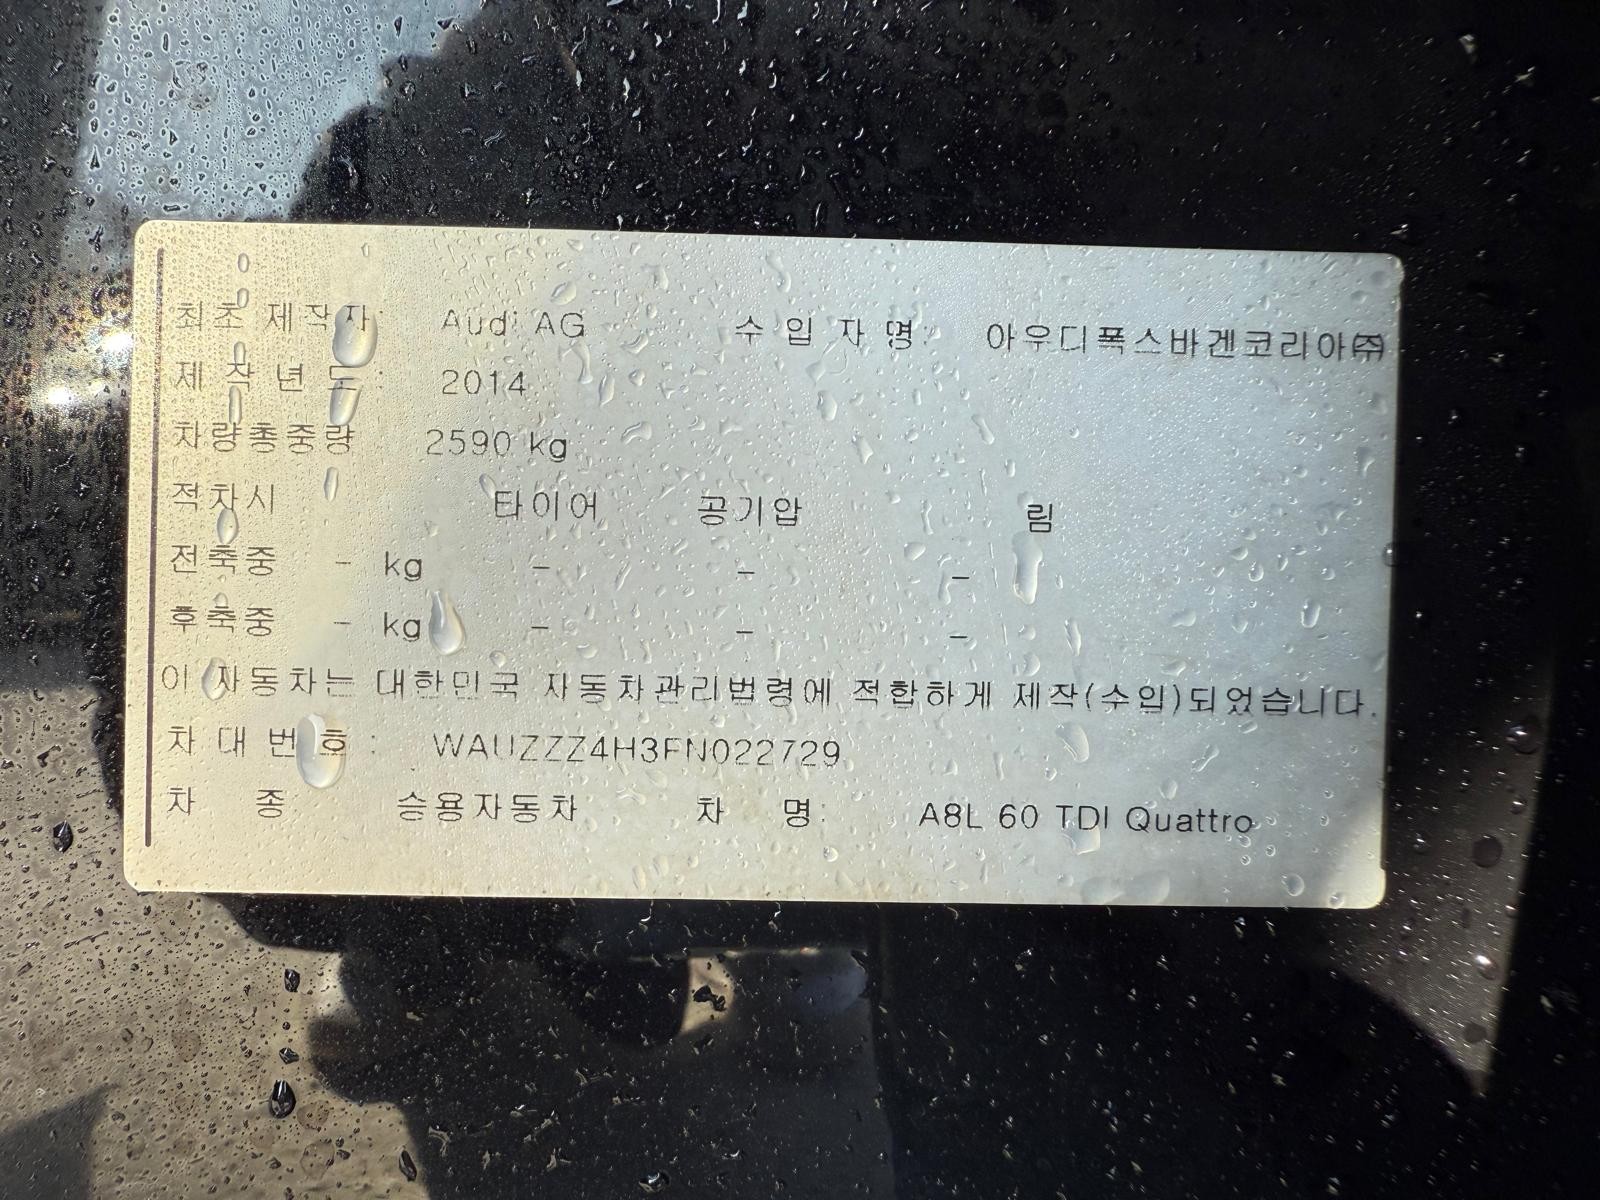 최초 제작자: Audi AG 수 입 자 명: 아우디폭스바겐코리아㈜
제 작 년 도 : 2014
차량총중량 2590 kg
적차시 타이어 공기압 림
전축중 - kg - - -
후축중 - kg - - -
이 자동차는 대한민국 자동차관리법령에 적합하게 제작(수입)되었습니다.
차 대 번 호 : WAUZZZ4H3FN022729
차 종 승용자동차 차 명: A8L 60 TDI Quattro